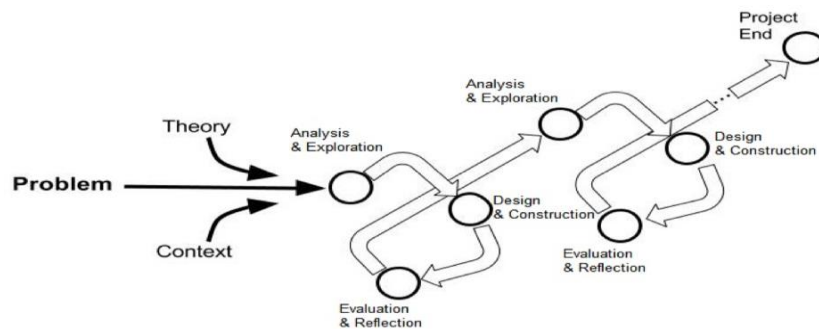 Project
End
Analysis
& Exploration
Theory
Analysis
& Exploration
Design
& Construction
Problem
Design
& Construction
Context
Evaluation
& Reflection
Evaluation
& Reflection